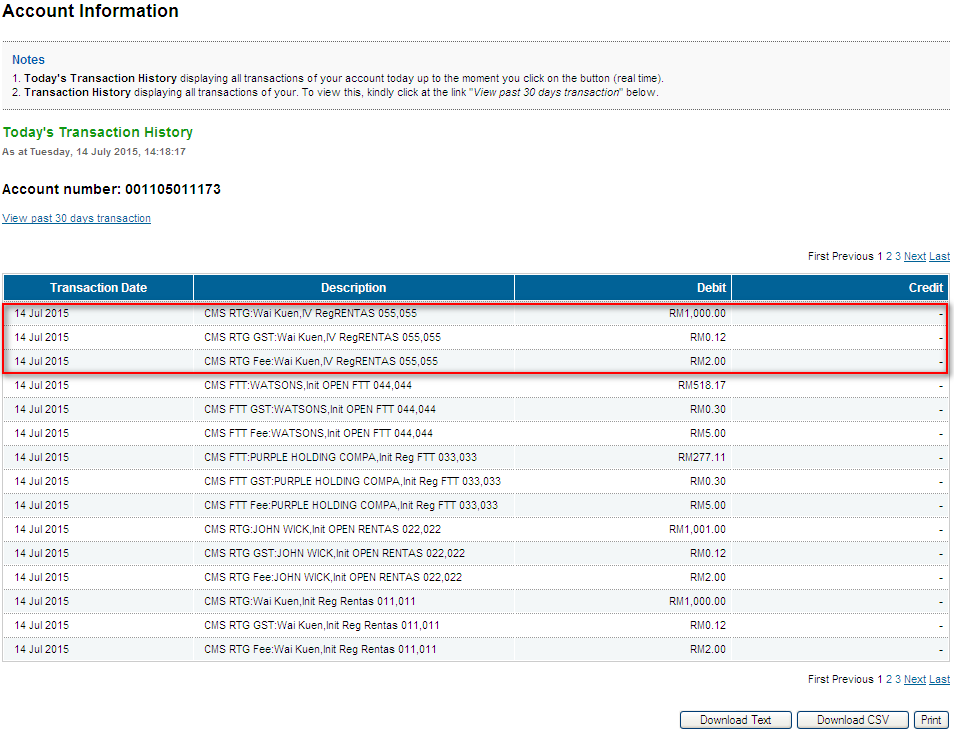 Account Information
Notes
1. Today's Transaction History displaying all transactions of your account today up to the moment you click on the button (real time).
2. Transaction History displaying all transactions of your. To view this, kindly click at the link "View past 30 days transaction" below.
Today's Transaction History
As at Tuesday, 14 July 2015, 14:18:17
Account number: 001105011173
View past 30 days transaction
First Previous 1 2 3 Next Last
Transaction Date Description Debit Credit
14 Jul 2015 CMS RTG:Wai Kuen,IV RegRENTAS 055,055 RM1,000.00 -
14 Jul 2015 CMS RTG GST:Wai Kuen,IV RegRENTAS 055,055 RM0.12 -
14 Jul 2015 CMS RTG Fee:Wai Kuen,IV RegRENTAS 055,055 RM2.00 -
14 Jul 2015 CMS FTT:WATSONS,Init OPEN FTT 044,044 RM518.17 -
14 Jul 2015 CMS FTT GST:WATSONS,Init OPEN FTT 044,044 RM0.30 -
14 Jul 2015 CMS FTT Fee:WATSONS,Init OPEN FTT 044,044 RM5.00 -
14 Jul 2015 CMS FTT:PURPLE HOLDING COMPA,Init Reg FTT 033,033 RM277.11 -
14 Jul 2015 CMS FTT GST:PURPLE HOLDING COMPA,Init Reg FTT 033,033 RM0.30 -
14 Jul 2015 CMS FTT Fee:PURPLE HOLDING COMPA,Init Reg FTT 033,033 RM5.00 -
14 Jul 2015 CMS RTG:JOHN WICK,Init OPEN RENTAS 022,022 RM1,001.00 -
14 Jul 2015 CMS RTG GST:JOHN WICK,Init OPEN RENTAS 022,022 RM0.12 -
14 Jul 2015 CMS RTG Fee:JOHN WICK,Init OPEN RENTAS 022,022 RM2.00 -
14 Jul 2015 CMS RTG:Wai Kuen,Init Reg Rentas 011,011 RM1,000.00 -
14 Jul 2015 CMS RTG GST:Wai Kuen,Init Reg Rentas 011,011 RM0.12 -
14 Jul 2015 CMS RTG Fee:Wai Kuen,Init Reg Rentas 011,011 RM2.00 -
First Previous 1 2 3 Next Last
Download Text Download CSV Print